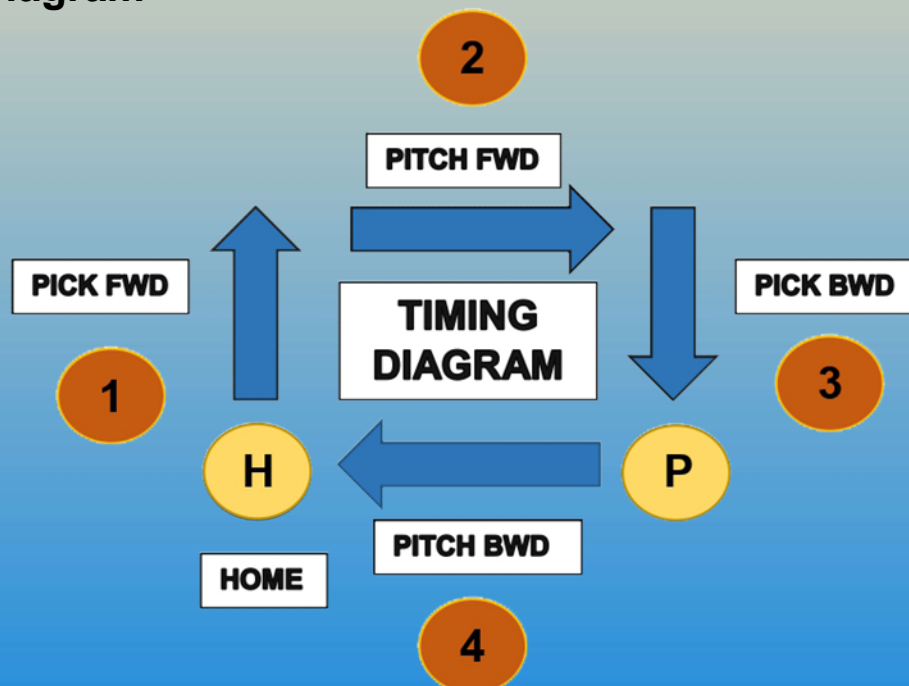 2
PITCH FWD
PICK FWD
TIMING
DIAGRAM
PICK BWD
1
3
H
P
PITCH BWD
HOME
4